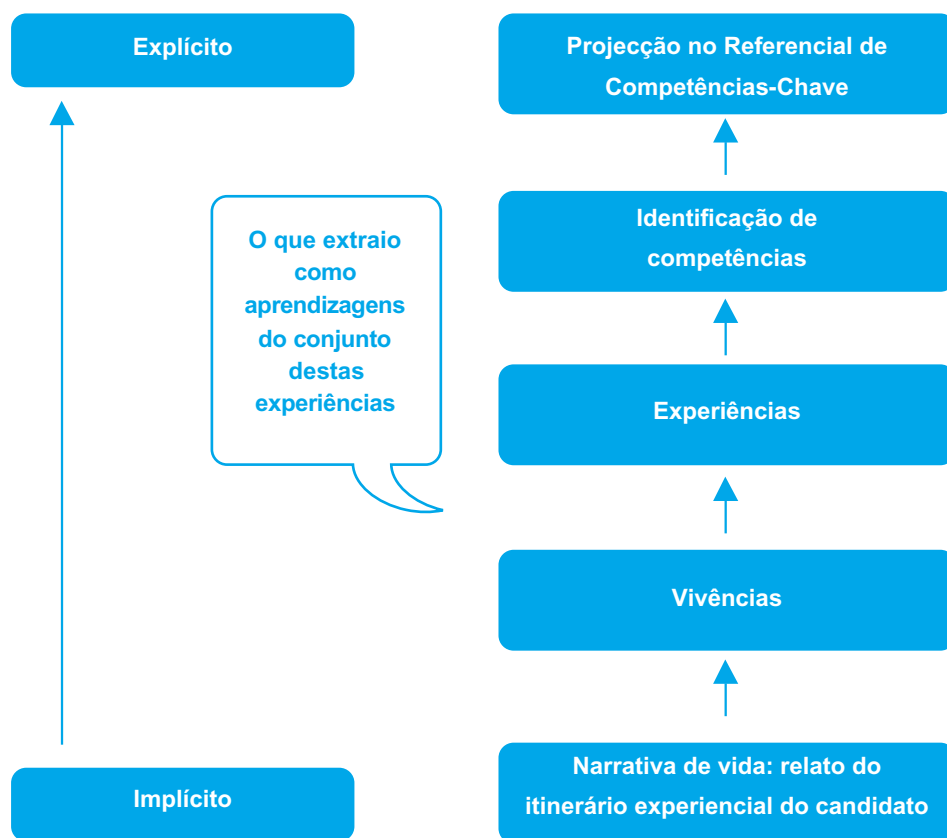 Explícito
Projecção no Referencial de
Competências-Chave
Identificação de
competências
O que extraio
como
aprendizagens
do conjunto
destas
experiências
Experiências
Vivências
Implícito
Narrativa de vida: relato do
itinerário experiencial do candidato